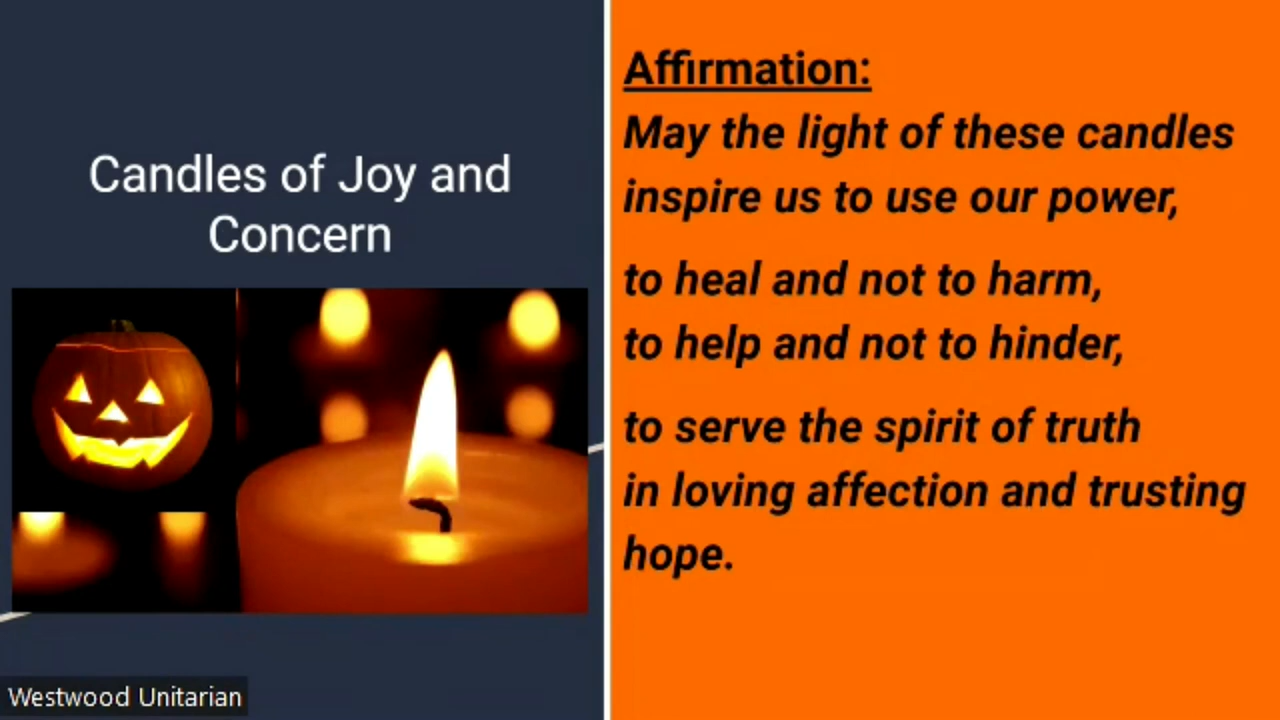 Candles of Joy and
Concern
Affirmation:
May the light of these candles
inspire us to use our power,
to heal and not to harm,
to help and not to hinder,
to serve the spirit of truth
in loving affection and trusting
hope.
Westwood Unitarian